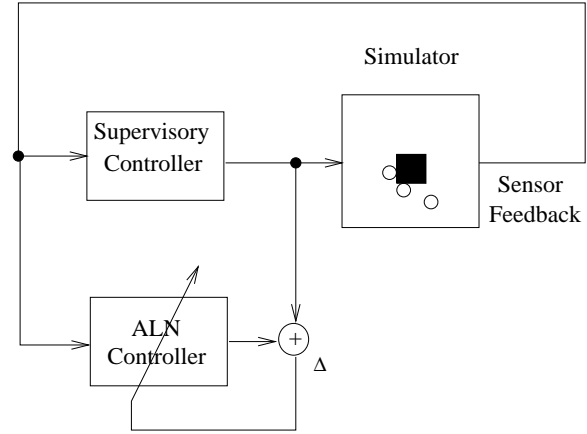 Simulator
Supervisory
Controller
Sensor
Feedback
ALN
Controller
+
Δ